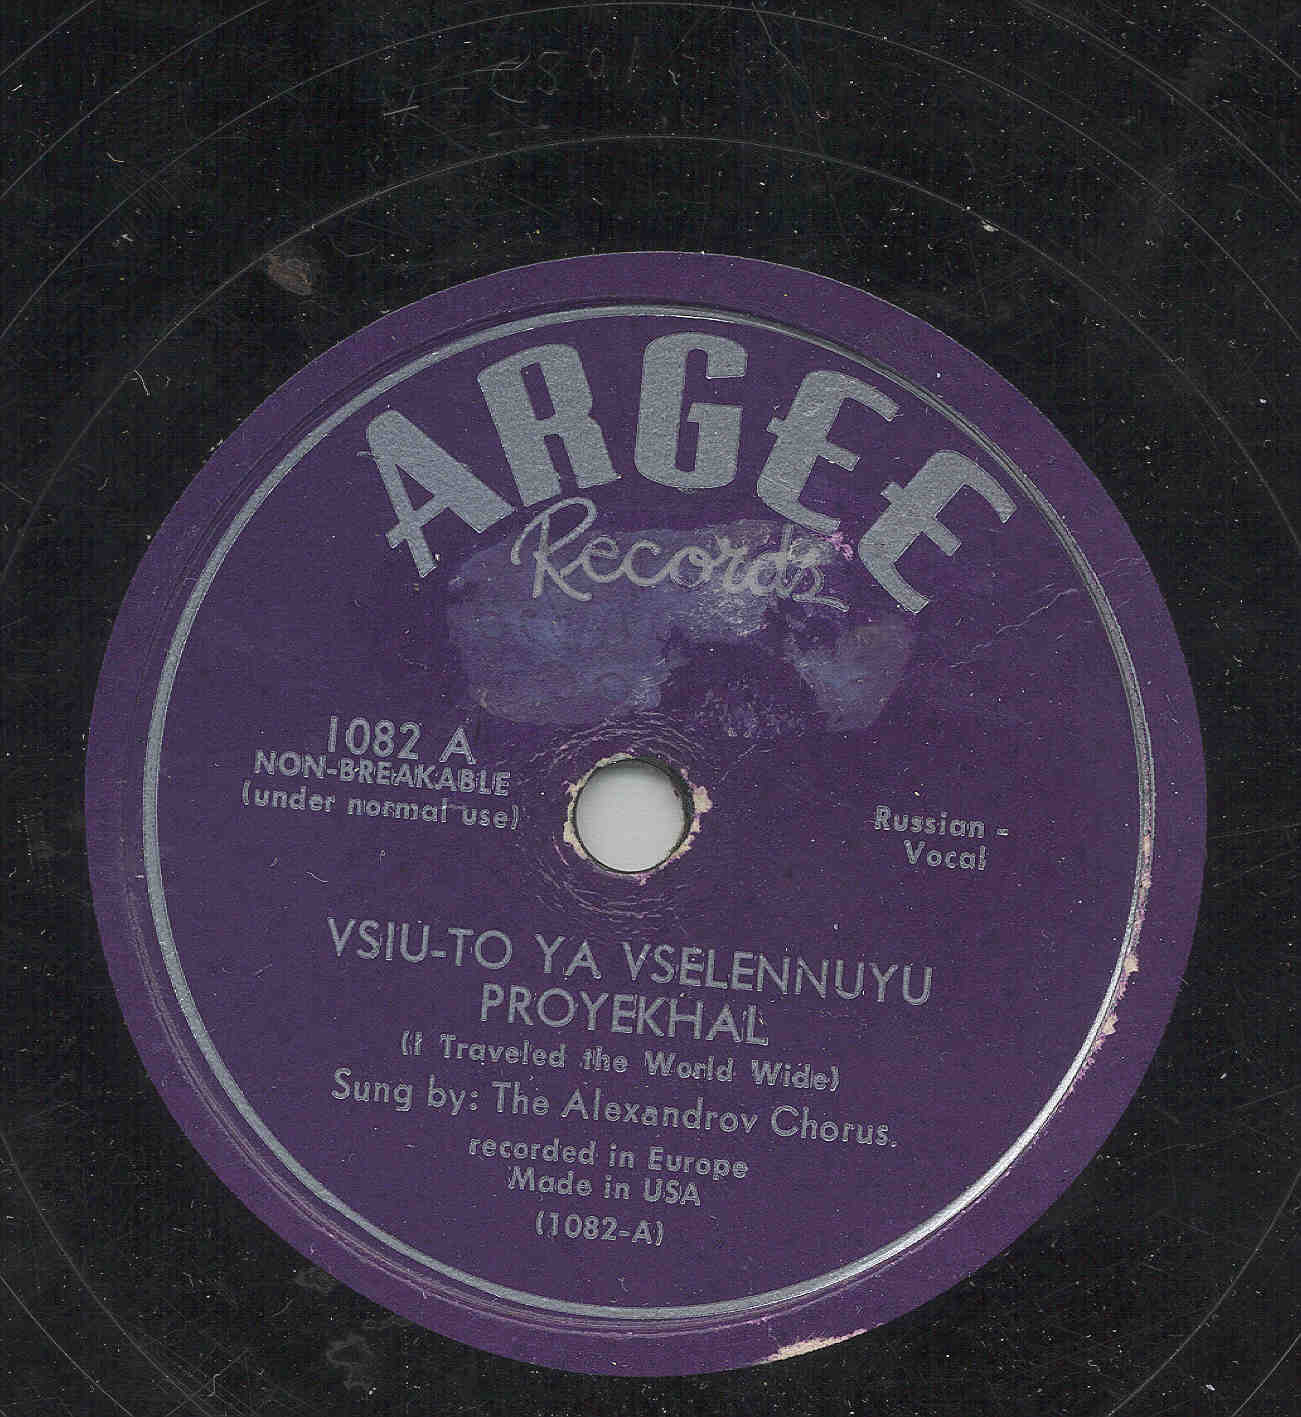 ARGEE
Records
1082 A
NON-BREAKABLE
(under normal use)
Russian -
Vocal
VSIU-TO YA VSELENNUYU
PROYEKHAL
(I Traveled the World Wide)
Sung by: The Alexandrov Chorus.
recorded in Europe
Made in USA
(1082-A)